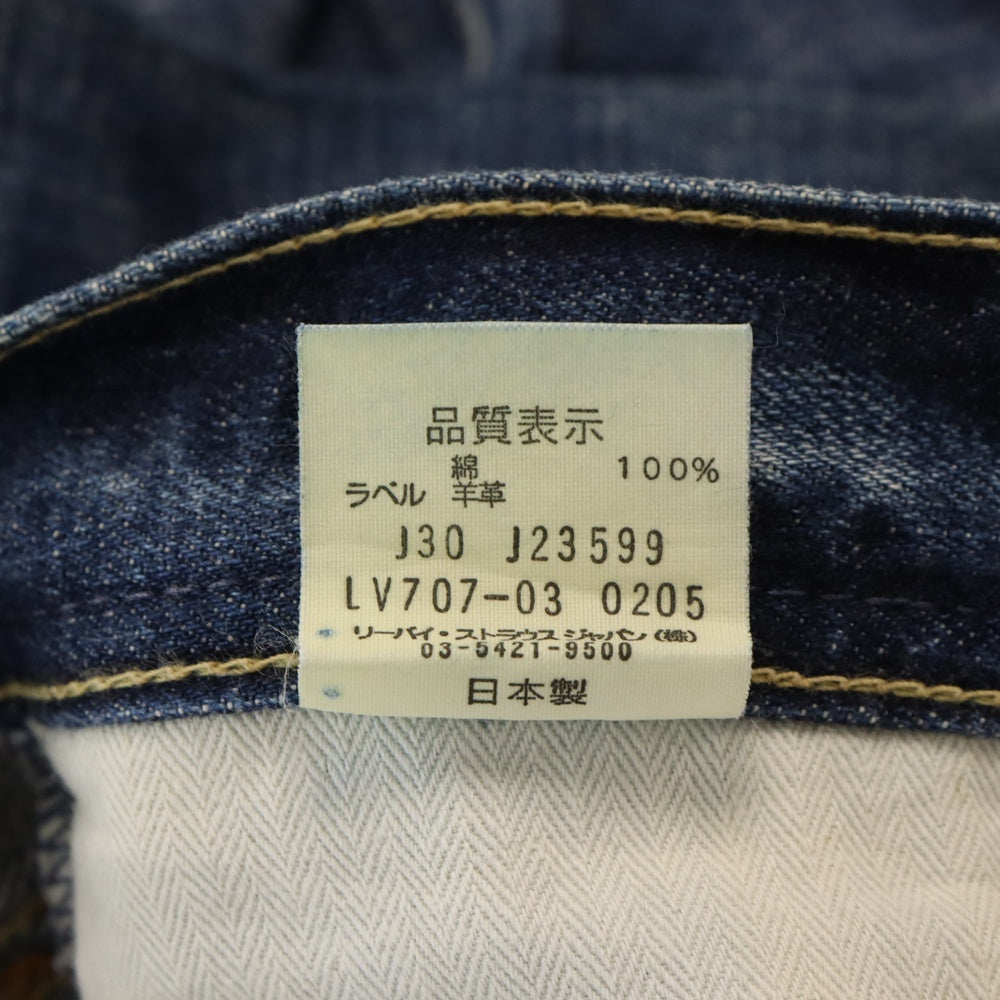 品質表示
綿 100%
ラベル 羊革
J30 J23599
LV707-03 0205
リーバイ・ストラウス ジャパン(株)
03-5421-9500
日本製